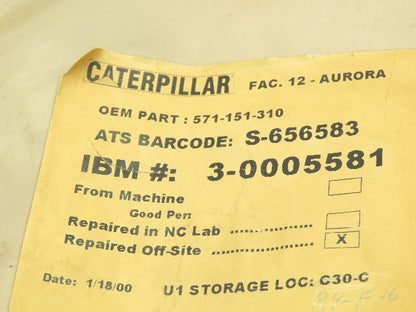 CATERPILLAR FAC. 12 - AURORA
OEM PART : 571-151-310
ATS BARCODE: S-656583
IBM #: 3-0005581
From Machine
Good Per:
Repaired in NC Lab ................
Repaired Off-Site .................... X
Date: 1/18/00 U1 STORAGE LOC: C30-C